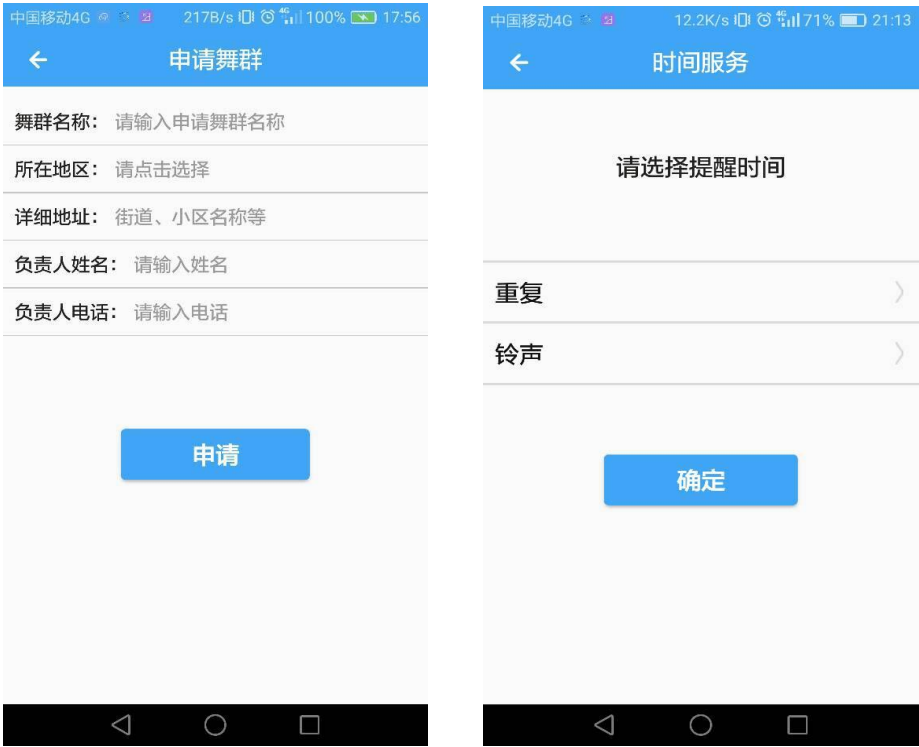 中国移动4G 217B/s 4G 100% 17:56
申请舞群
舞群名称： 请输入申请舞群名称
所在地区： 请点击选择
详细地址： 街道、小区名称等
负责人姓名： 请输入姓名
负责人电话： 请输入电话
申请
中国移动4G 12.2K/s 4G 71% 21:13
时间服务
请选择提醒时间
重复
铃声
确定